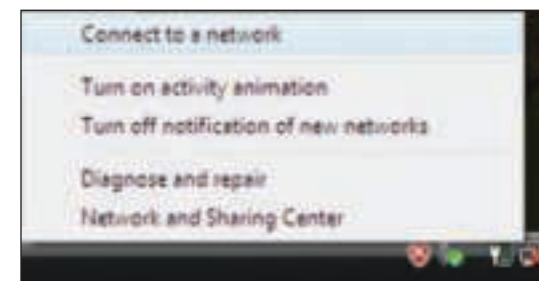 Connect to a network
Turn on activity animation
Turn off notification of new networks
Diagnose and repair
Network and Sharing Center